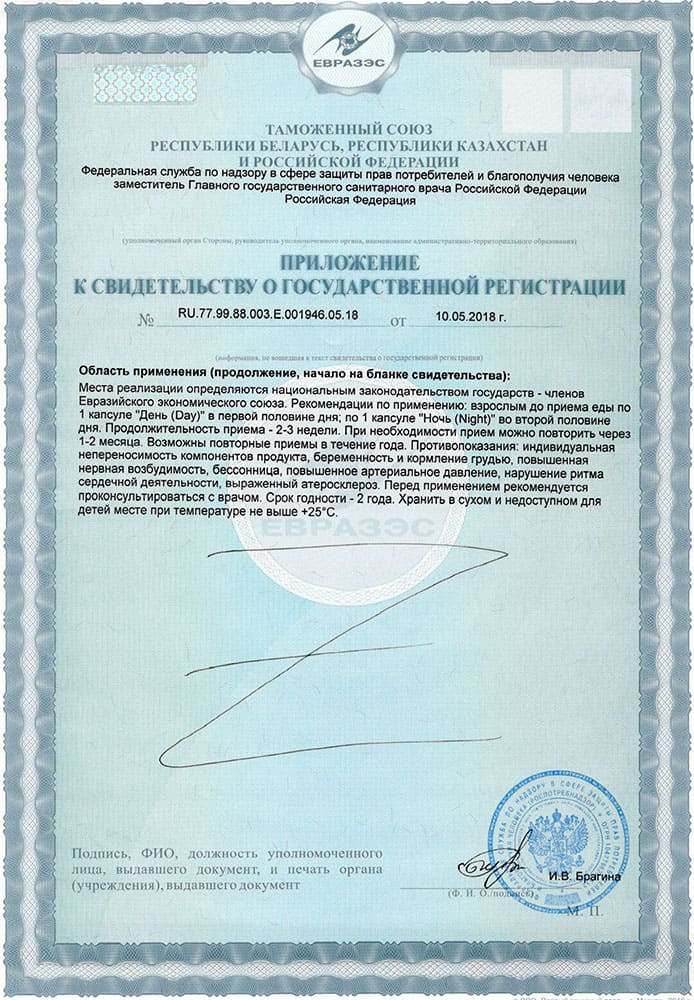 ЕВРАЗЭС
ТАМОЖЕННЫЙ СОЮЗ
РЕСПУБЛИКИ БЕЛАРУСЬ, РЕСПУБЛИКИ КАЗАХСТАН
И РОССИЙСКОЙ ФЕДЕРАЦИИ
Федеральная служба по надзору в сфере защиты прав потребителей и благополучия человека
заместитель Главного государственного санитарного врача Российской Федерации
Российская Федерация
(уполномоченный орган Стороны, руководитель уполномоченного органа, наименование административно-территориального образования)
ПРИЛОЖЕНИЕ
К СВИДЕТЕЛЬСТВУ О ГОСУДАРСТВЕННОЙ РЕГИСТРАЦИИ
№ RU.77.99.88.003.E.001946.05.18 от 10.05.2018 г.
(информация, не вошедшая в текст свидетельства о государственной регистрации)
Область применения (продолжение, начало на бланке свидетельства):
Места реализации определяются национальным законодательством государств - членов
Евразийского экономического союза. Рекомендации по применению: взрослым до приема еды по
1 капсуле "День (Day)" в первой половине дня; по 1 капсуле "Ночь (Night)" во второй половине
дня. Продолжительность приема - 2-3 недели. При необходимости прием можно повторить через
1-2 месяца. Возможны повторные приемы в течение года. Противопоказания: индивидуальная
непереносимость компонентов продукта, беременность и кормление грудью, повышенная
нервная возбудимость, бессонница, повышенное артериальное давление, нарушение ритма
сердечной деятельности, выраженный атеросклероз. Перед применением рекомендуется
проконсультироваться с врачом. Срок годности - 2 года. Хранить в сухом и недоступном для
детей месте при температуре не выше +25°С.
ЕВРАЗЭС
Подпись, ФИО, должность уполномоченного
лица, выдавшего документ, и печать органа
(учреждения), выдавшего документ
И.В. Брагина
(Ф. И. О./подпись)
М. П.